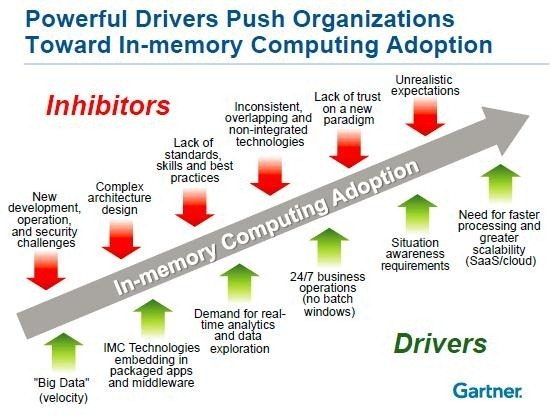 Powerful Drivers Push Organizations
Toward In-memory Computing Adoption
Inhibitors
New
development,
operation,
and security
challenges
Complex
architecture
design
Lack of
standards,
skills and best
practices
Inconsistent,
overlapping and
non-integrated
technologies
Lack of trust
on a new
paradigm
Unrealistic
expectations
In-memory Computing Adoption
"Big Data"
(velocity)
IMC Technologies
embedding in
packaged apps
and middleware
Demand for real-
time analytics
and data
exploration
24/7 business
operations
(no batch
windows)
Situation
awareness
requirements
Need for faster
processing and
greater
scalability
(SaaS/cloud)
Drivers
Gartner.